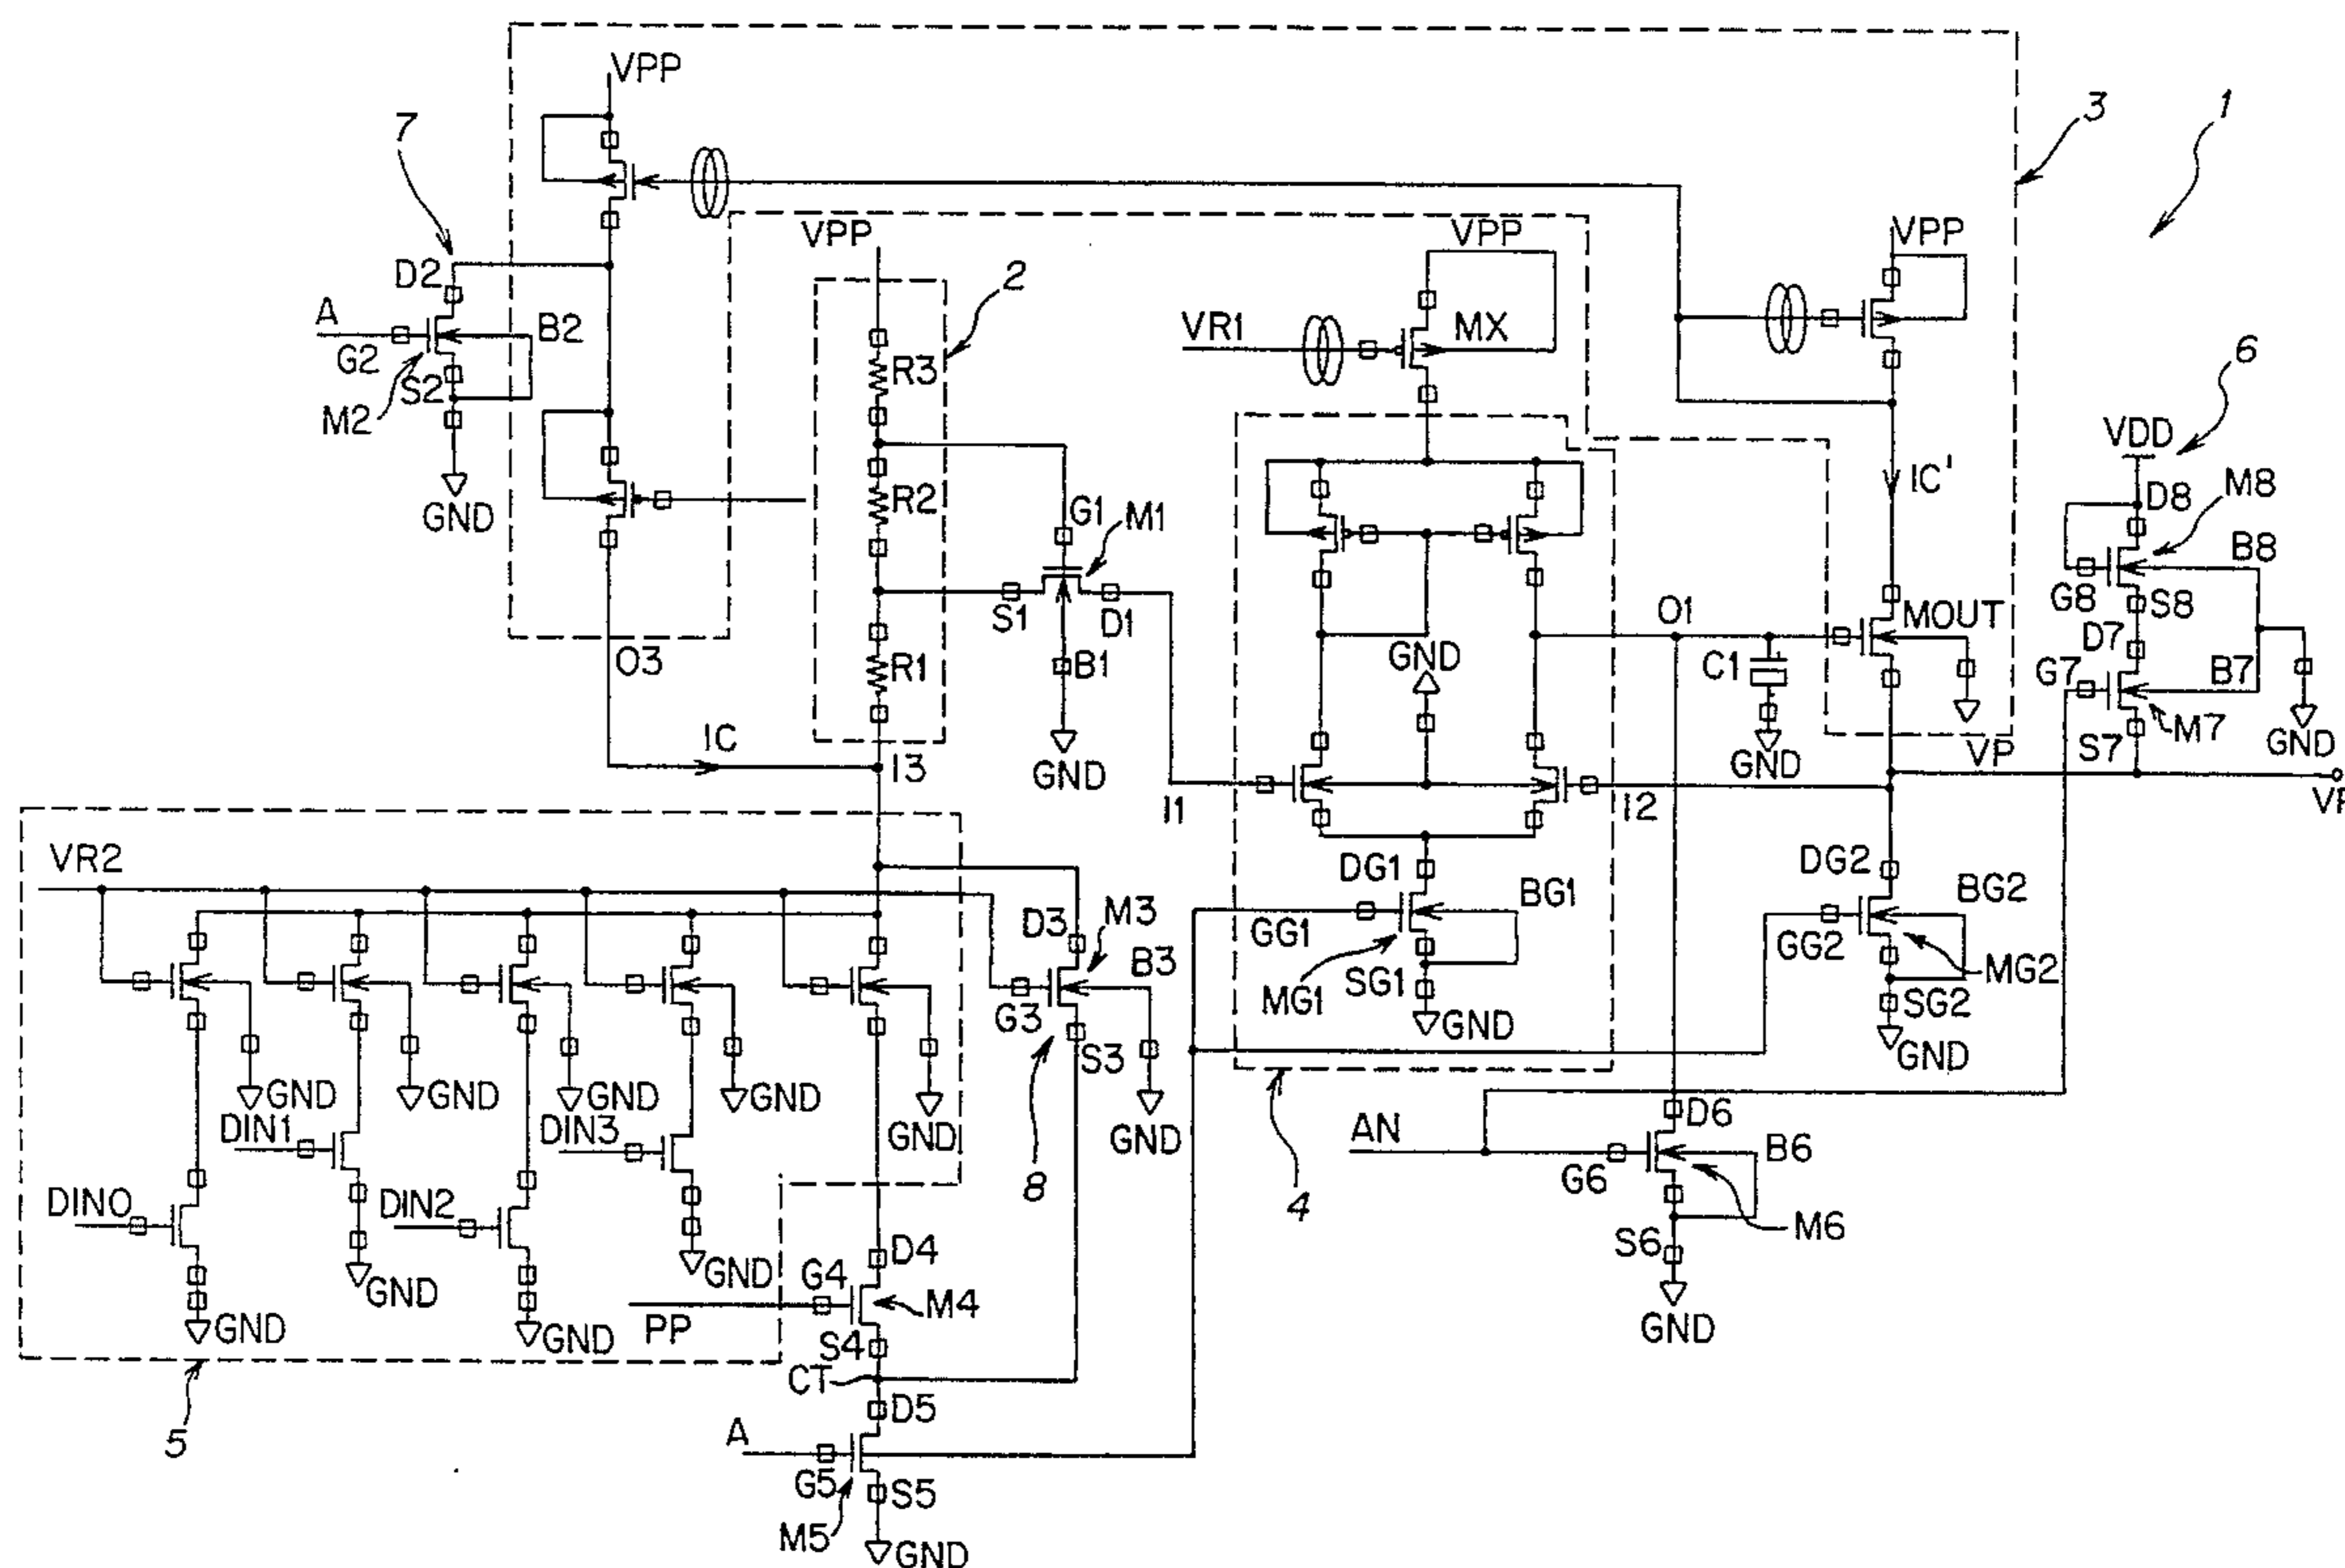 VPP
3
1
7
VPP
2
VPP
VPP
D2
A
B2
G2
S2
M2
GND
R3
VR1
MX
6
VDD
IC'
D8
M8
R2
G1
M1
B8
G8
S8
S1
D1
O1
MOUT
D7
O3
R1
B1
GND
C1
G7
B7
M7
IC
I3
GND
GND
VP
S7
GND
I1
I2
VP
VR2
DG1
BG1
DG2
BG2
D3
M3
GG1
B3
GG2
MG2
G3
MG1
SG1
GND
SG2
GND
S3
GND
GND
GND
GND
GND
GND
DIN1
DIN3
8
4
AN
D6
B6
G6
M6
DIN0
DIN2
S6
GND
GND
D4
G4
M4
GND
GND
PP
S4
GND
CT
D5
5
A
G5
S5
M5
GND